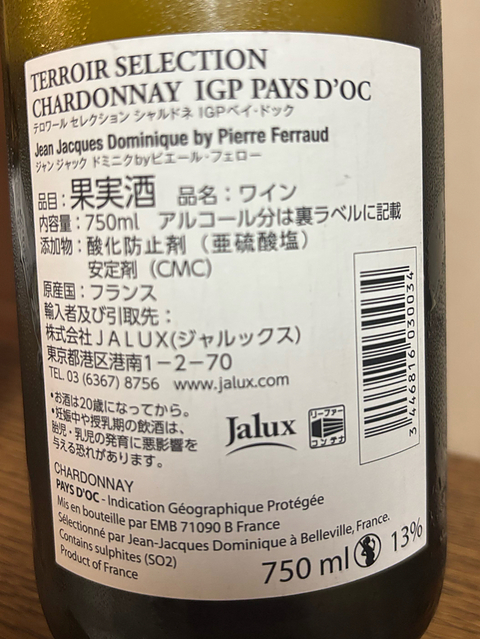 TERROIR SELECTION
CHARDONNAY IGP PAYS D'OC
テロワール セレクション シャルドネ IGPペイ・ドック
Jean Jacques Dominique by Pierre Ferraud
ジャン ジャック ドミニクbyピエール・フェロー
品目：果実酒 品名：ワイン
内容量：750ml アルコール分は裏ラベルに記載
添加物：酸化防止剤（亜硫酸塩）
安定剤（CMC）
原産国：フランス
輸入者及び引取先：
株式会社JALUX(ジャルックス)
東京都港区港南1−2−70
TEL. 03 (6367) 8756 www.jalux.com
•お酒は20歳になってから。
•妊娠中や授乳期の飲酒は、
胎児・乳児の発育に悪影響を
与える恐れがあります。
Jalux
リーファー
コンテナ
3 446816 030034
CHARDONNAY
PAYS D'OC - Indication Géographique Protégée
Mis en bouteille par EMB 71090 B France
Sélectionné par Jean-Jacques Dominique à Belleville, France.
Contains sulphites (SO2)
Product of France
750 ml 13%